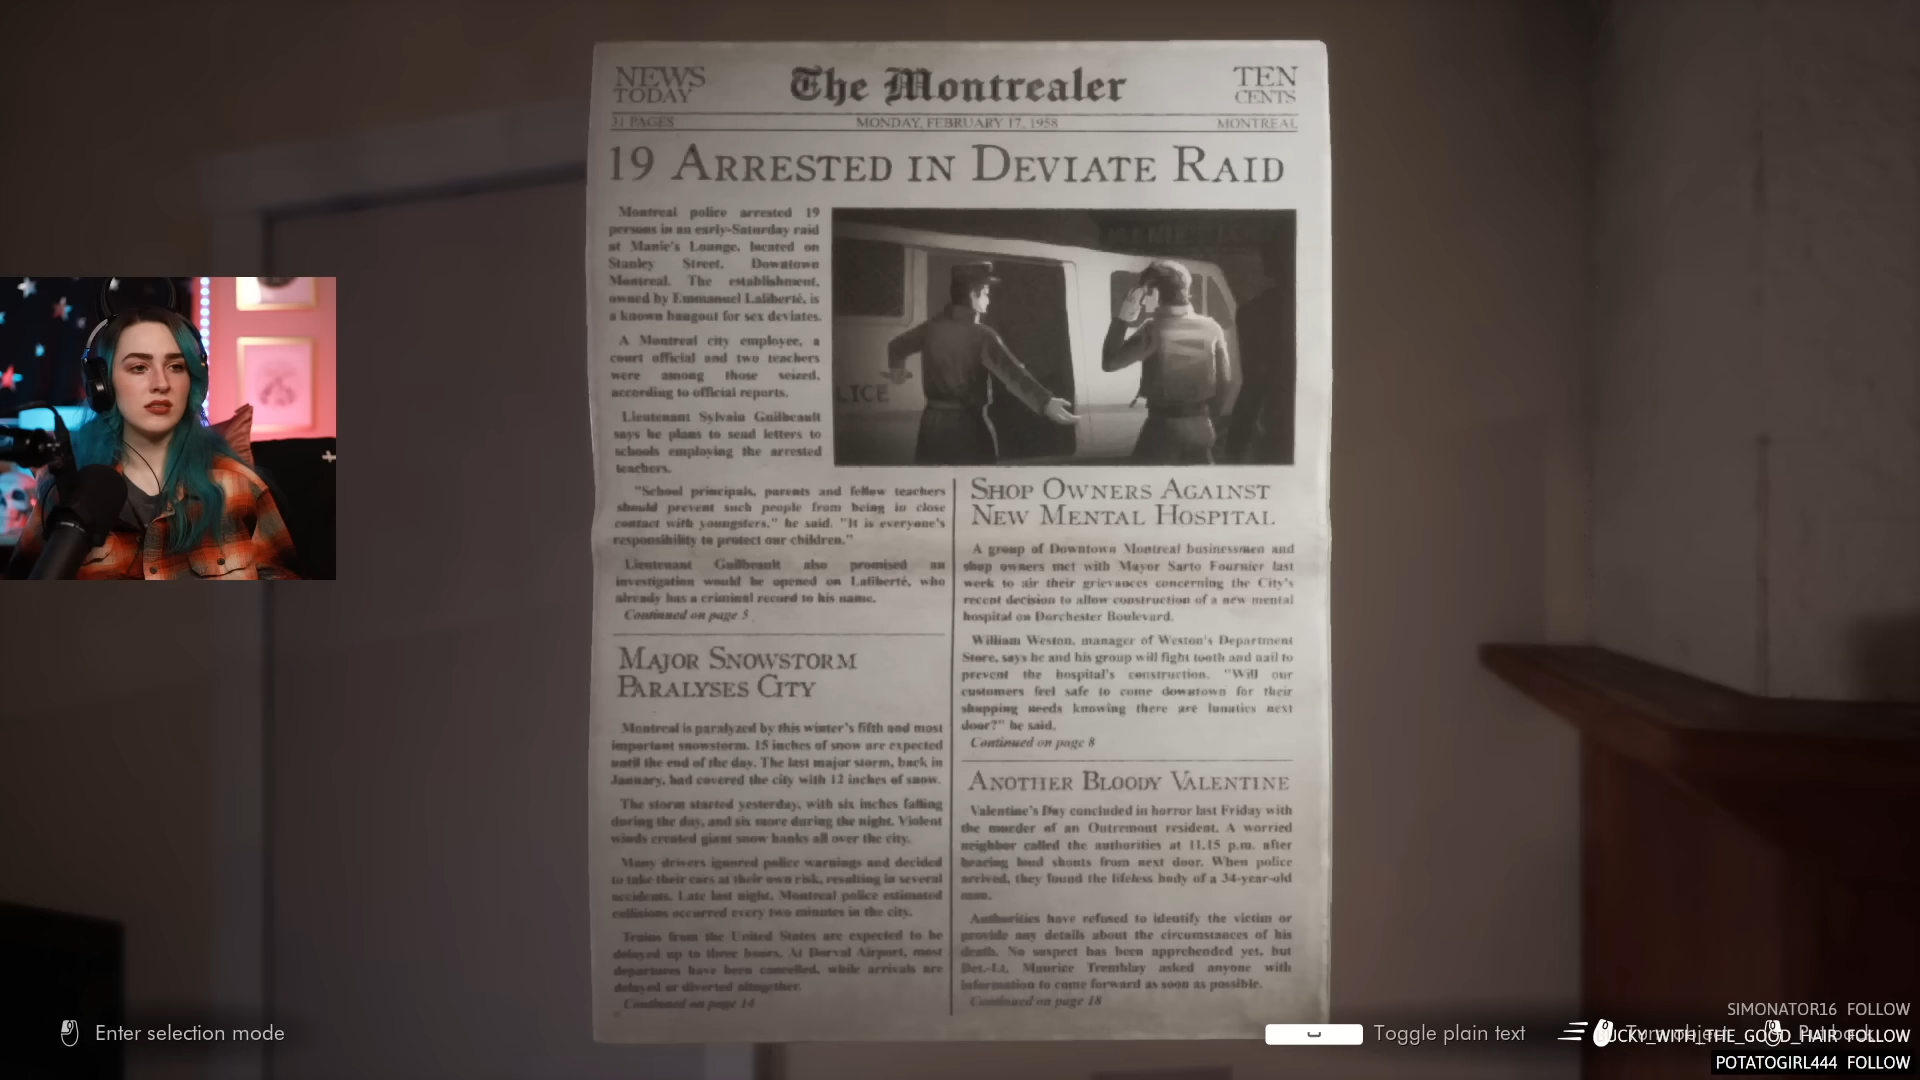 NEWS
TODAY
The Montrealer
TEN
CENTS
31 PAGES
MONDAY, FEBRUARY 17, 1958
MONTREAL
19 ARRESTED IN DEVIATE RAID
Montreal police arrested 19
persons in an early-Saturday raid
at Manie's Lounge, located on
Stanley Street, Downtown
Montreal. The establishment,
owned by Emmanuel Laliberté, is
a known hangout for sex deviates.
A Montreal city employee, a
court official and two teachers
were among those seized,
according to official reports.
Lieutenant Sylvain Guilbeault
says he plans to send letters to
schools employing the arrested
teachers.
"School principals, parents and fellow teachers
should prevent such people from being in close
contact with youngsters." he said. "It is everyone's
responsibility to protect our children."
Lieutenant Guilbeault also promised an
investigation would be opened on Laliberté, who
already has a criminal record to his name.
Continued on page 5
LICE
MAJOR SNOWSTORM
PARALYSES CITY
Montreal is paralyzed by this winter's fifth and most
important snowstorm. 15 inches of snow are expected
until the end of the day. The last major storm, back in
January, had covered the city with 12 inches of snow.
The storm started yesterday, with six inches falling
during the day, and six more during the night. Violent
winds created giant snow banks all over the city.
Many drivers ignored police warnings and decided
to take their cars at their own risk, resulting in several
accidents. Late last night, Montreal police estimated
collisions occurred every two minutes in the city.
Trains from the United States are expected to be
delayed up to three hours. At Dorval Airport, most
departures have been cancelled, while arrivals are
delayed or diverted altogether.
Continued on page 14
SHOP OWNERS AGAINST
NEW MENTAL HOSPITAL
A group of Downtown Montreal businessmen and
shop owners met with Mayor Sarto Fournier last
week to air their grievances concerning the City's
recent decision to allow construction of a new mental
hospital on Dorchester Boulevard.
William Weston, manager of Weston's Department
Store, says he and his group will fight tooth and nail to
prevent the hospital's construction. "Will our
customers feel safe to come downtown for their
shopping needs knowing there are lunatics next
door?" he said.
Continued on page 8
ANOTHER BLOODY VALENTINE
Valentine's Day concluded in horror last Friday with
the murder of an Outremont resident. A worried
neighbor called the authorities at 11.15 p.m. after
hearing loud shouts from next door. When police
arrived, they found the lifeless body of a 34-year-old
man.
Authorities have refused to identify the victim or
provide any details about the circumstances of his
death. No suspect has been apprehended yet, but
Det.-Lt. Maurice Tremblay asked anyone with
information to come forward as soon as possible.
Continued on page 18
Enter selection mode
Toggle plain text
SIMONATOR16 FOLLOW
LUCKY_WITH_THE_GOOD_HAIR FOLLOW
POTATOGIRL444 FOLLOW